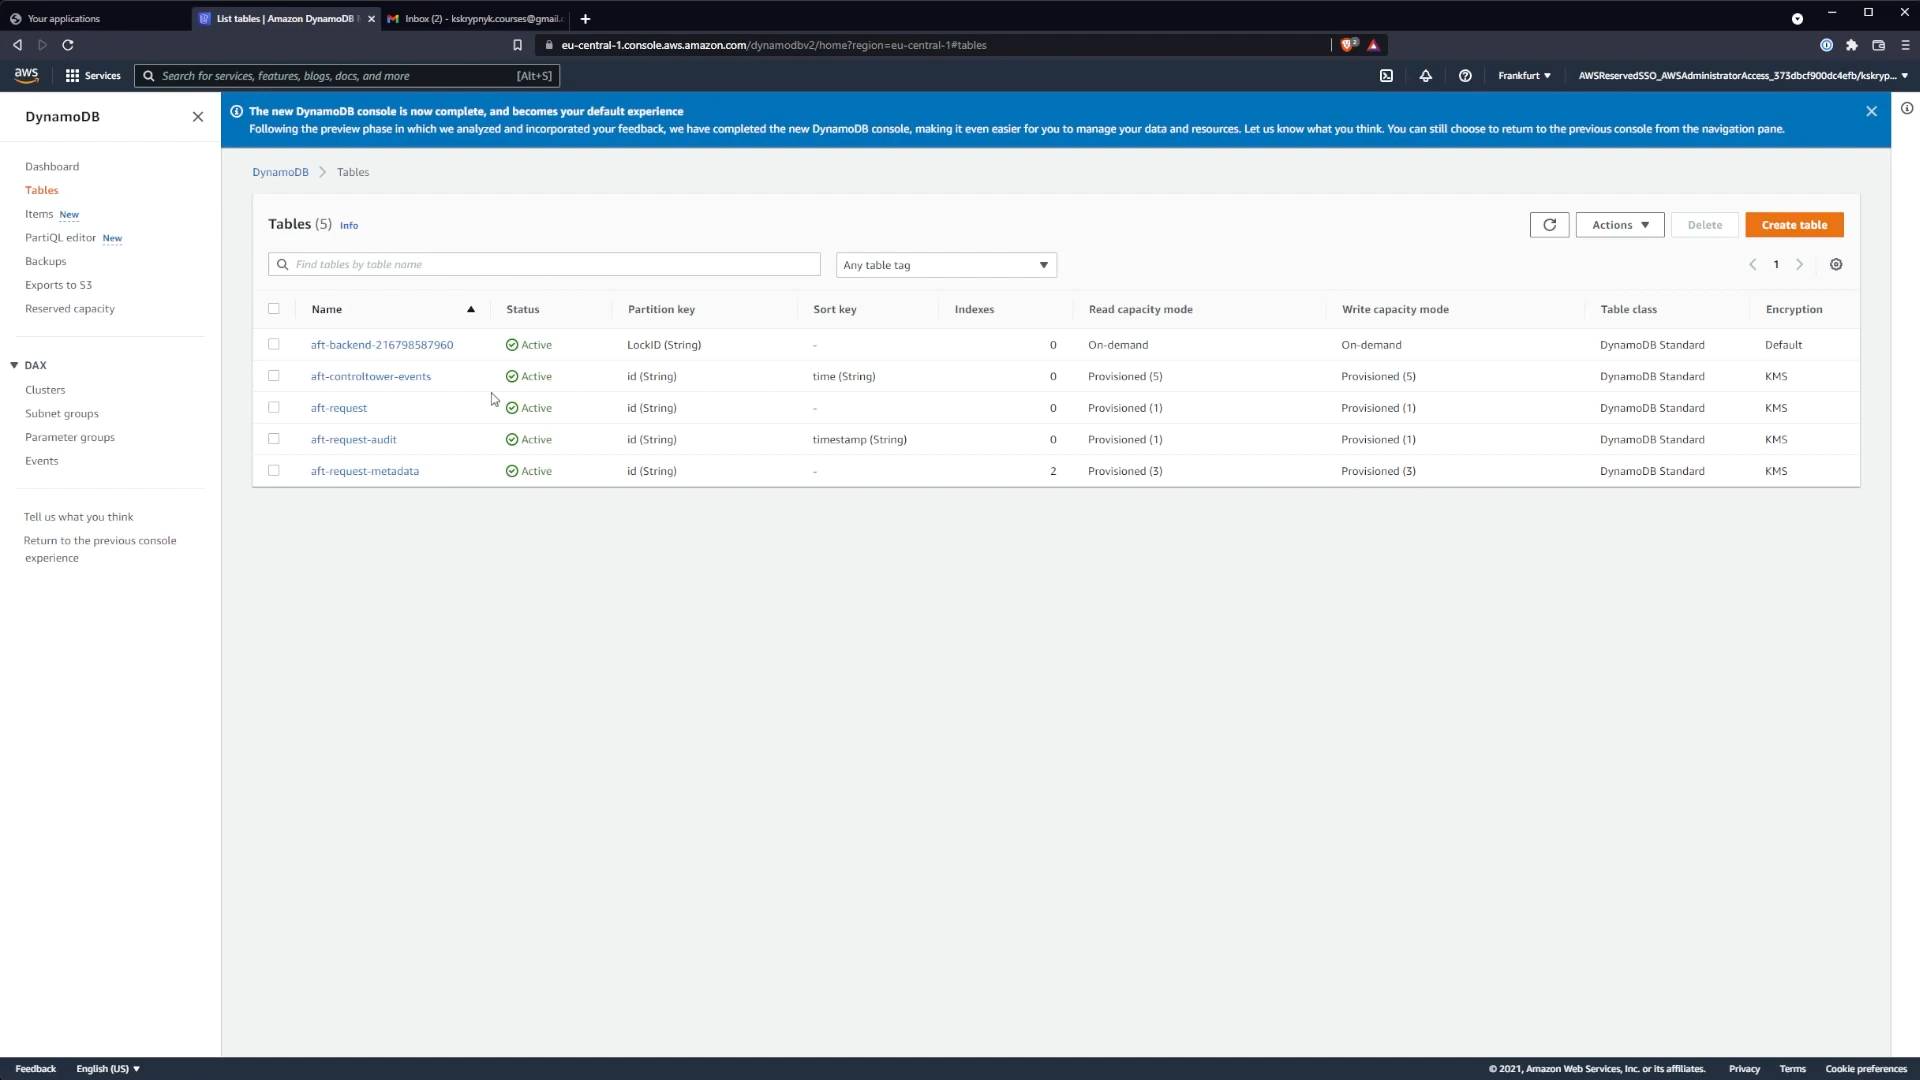 Your applications
List tables | Amazon DynamoDB
Inbox (2) - kskrypnyk.courses@gmail.
eu-central-1.console.aws.amazon.com/dynamodbv2/home?region=eu-central-1#tables
aws
Services
Search for services, features, blogs, docs, and more
[Alt+S]
Frankfurt
AWSReservedSSO_AWSAdministratorAccess_373dbcf900dc4efb/kskryp...
DynamoDB
The new DynamoDB console is now complete, and becomes your default experience
Following the preview phase in which we analyzed and incorporated your feedback, we have completed the new DynamoDB console, making it even easier for you to manage your data and resources. Let us know what you think. You can still choose to return to the previous console from the navigation pane.
Dashboard
Tables
Items New
PartiQL editor New
Backups
Exports to S3
Reserved capacity
DAX
Clusters
Subnet groups
Parameter groups
Events
Tell us what you think
Return to the previous console
experience
DynamoDB
Tables
Tables (5) Info
Actions
Delete
Create table
Find tables by table name
Any table tag
1
Name Status Partition key Sort key Indexes Read capacity mode Write capacity mode Table class Encryption
aft-backend-216798587960 Active LockID (String) - 0 On-demand On-demand DynamoDB Standard Default
aft-controltower-events Active id (String) time (String) 0 Provisioned (5) Provisioned (5) DynamoDB Standard KMS
aft-request Active id (String) - 0 Provisioned (1) Provisioned (1) DynamoDB Standard KMS
aft-request-audit Active id (String) timestamp (String) 0 Provisioned (1) Provisioned (1) DynamoDB Standard KMS
aft-request-metadata Active id (String) - 2 Provisioned (3) Provisioned (3) DynamoDB Standard KMS
Feedback
English (US)
© 2021, Amazon Web Services, Inc. or its affiliates.
Privacy
Terms
Cookie preferences